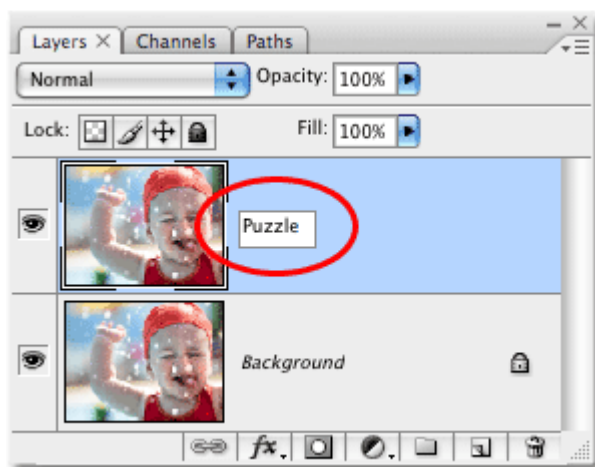 Layers × Channels Paths
Normal Opacity: 100%
Lock: Fill: 100%
Puzzle
Background
fx